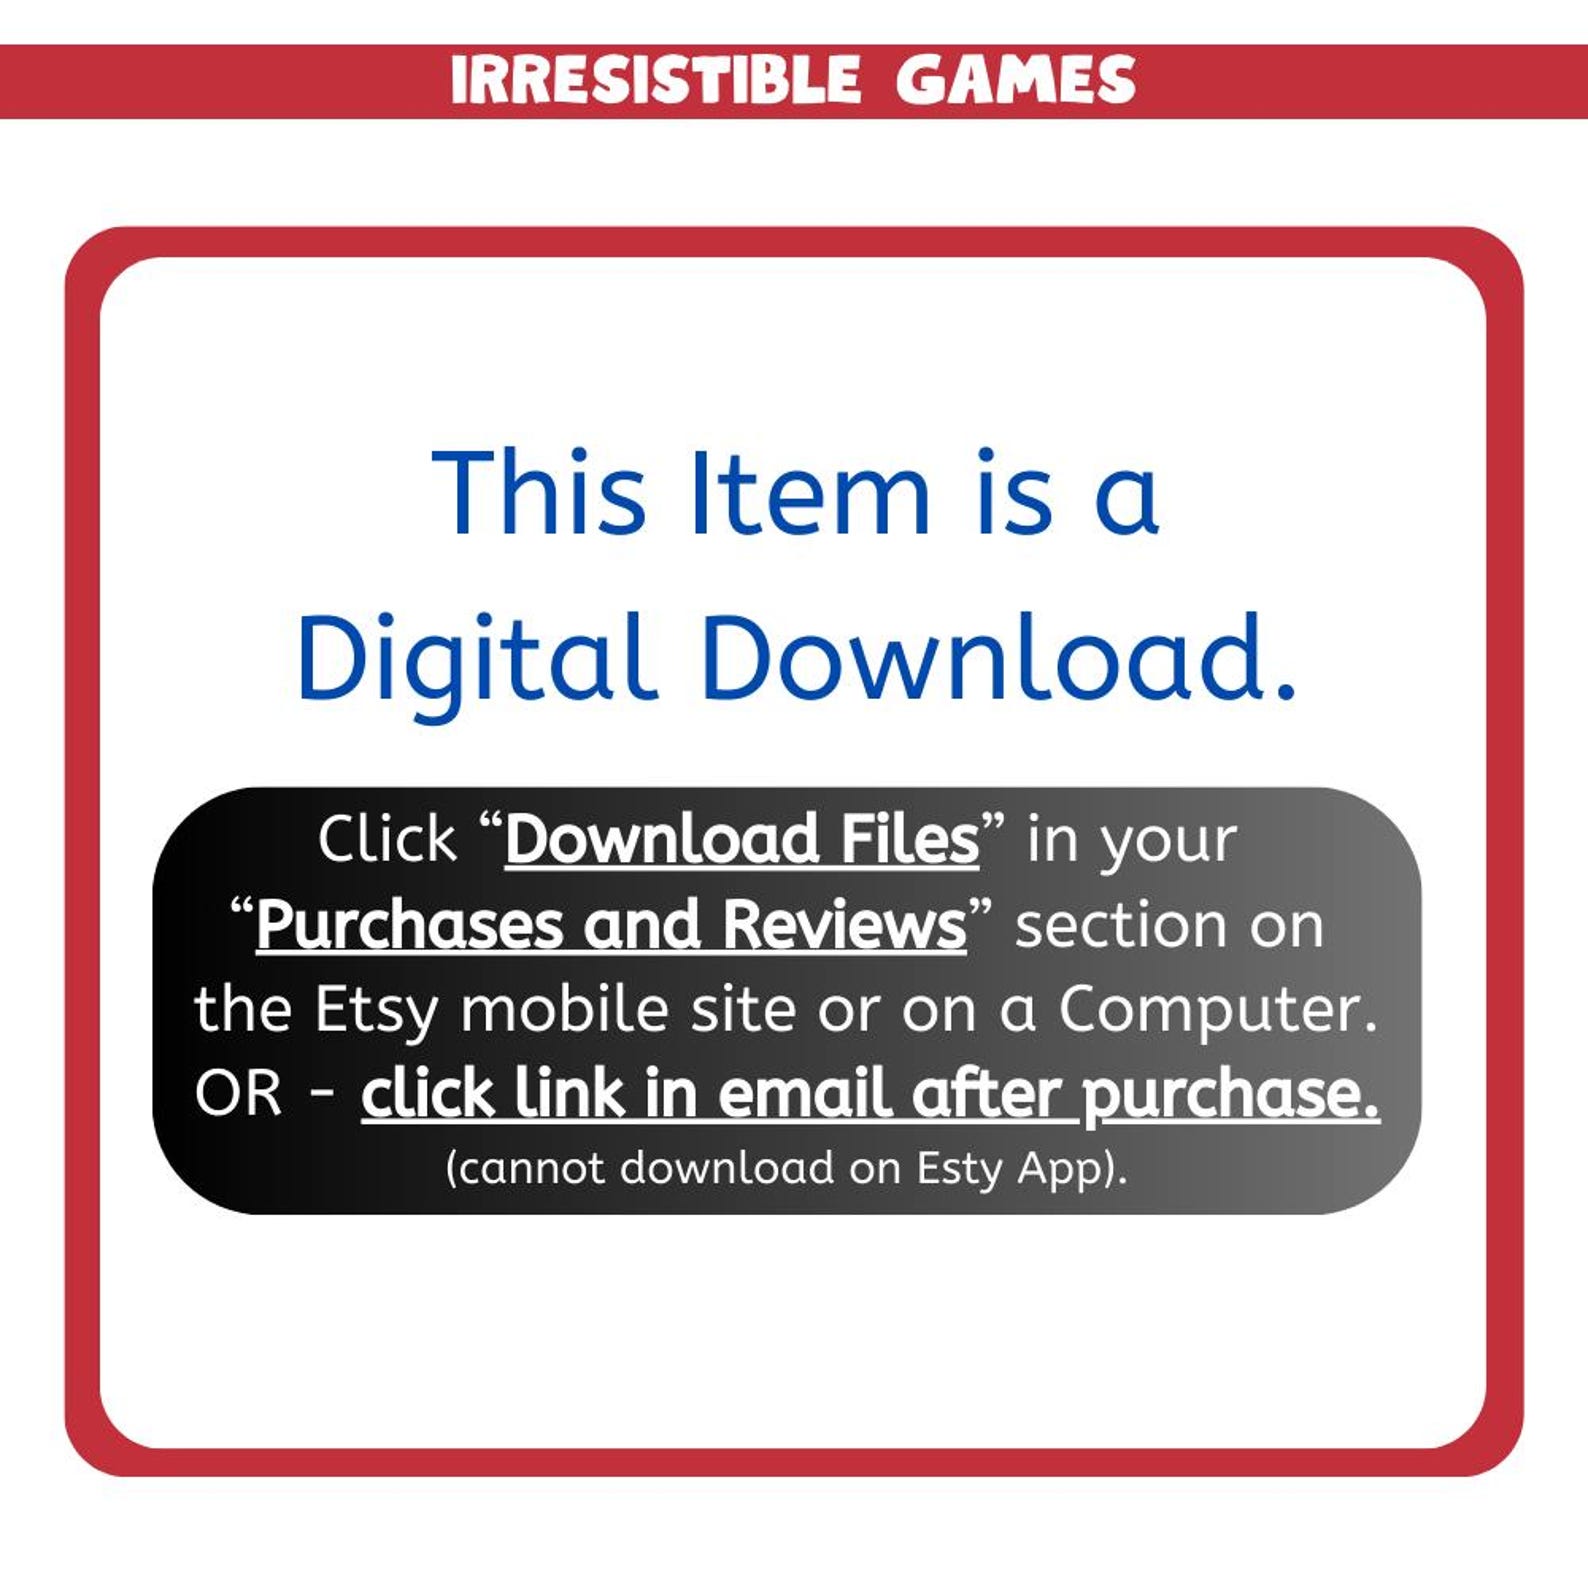 IRRESISTIBLE GAMES
This Item is a
Digital Download.
Click “Download Files” in your
“Purchases and Reviews” section on
the Etsy mobile site or on a Computer.
OR - click link in email after purchase.
(cannot download on Esty App).